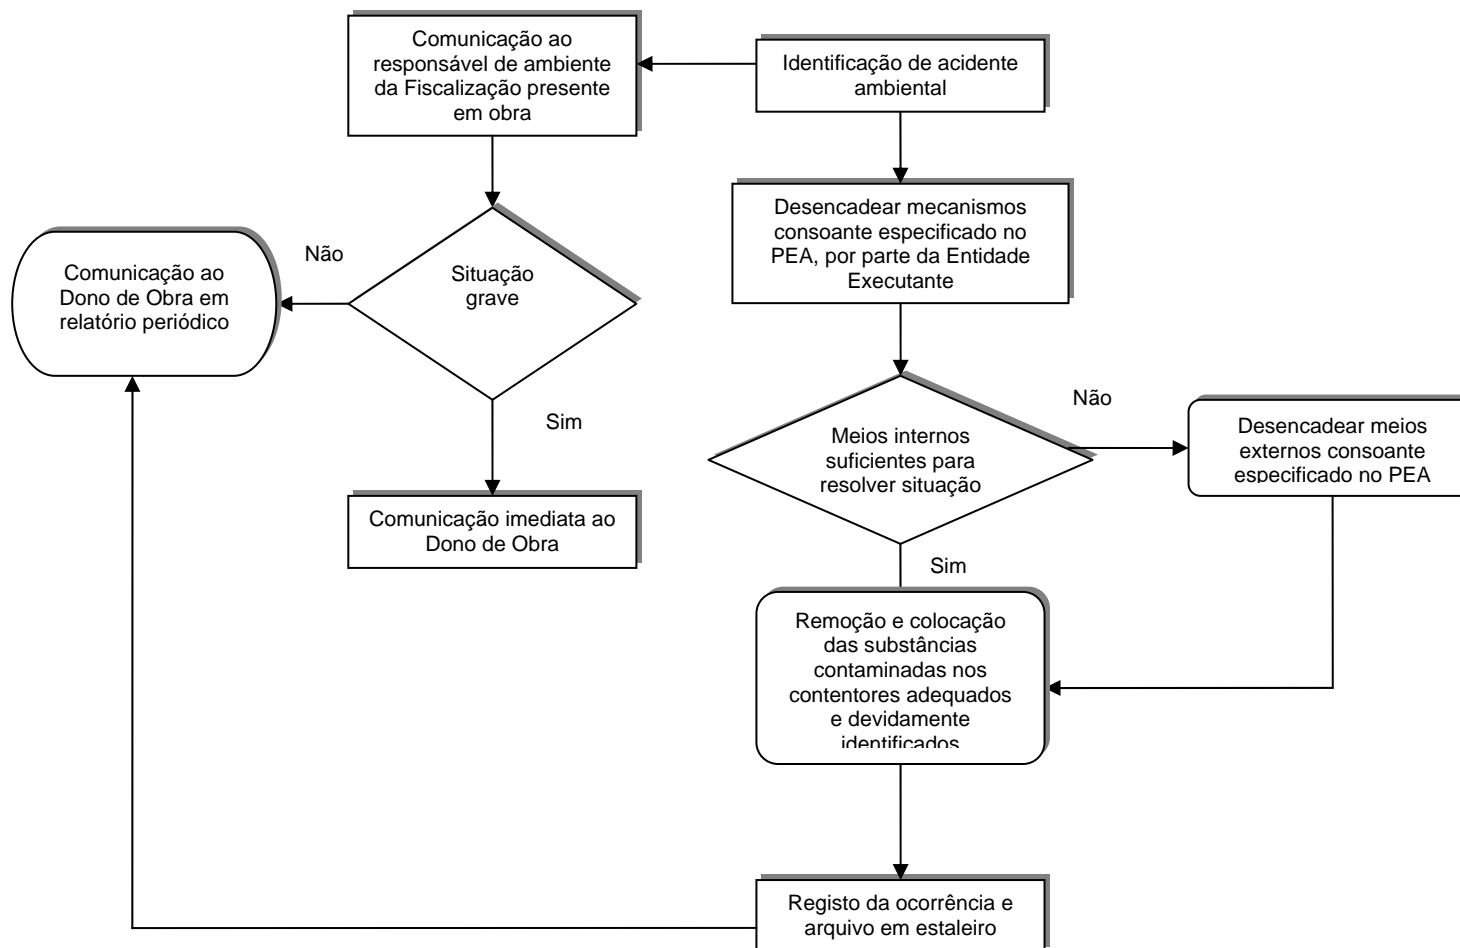 Comunicação ao
responsável de ambiente
da Fiscalização presente
em obra
Identificação de acidente
ambiental
Desencadear mecanismos
consoante especificado no
PEA, por parte da Entidade
Executante
Não
Situação
grave
Comunicação ao
Dono de Obra em
relatório periódico
Sim
Comunicação imediata ao
Dono de Obra
Meios internos
suficientes para
resolver situação
Não
Desencadear meios
externos consoante
especificado no PEA
Sim
Remoção e colocação
das substâncias
contaminadas nos
contentores adequados
e devidamente
identificados.
Registo da ocorrência e
arquivo em estaleiro